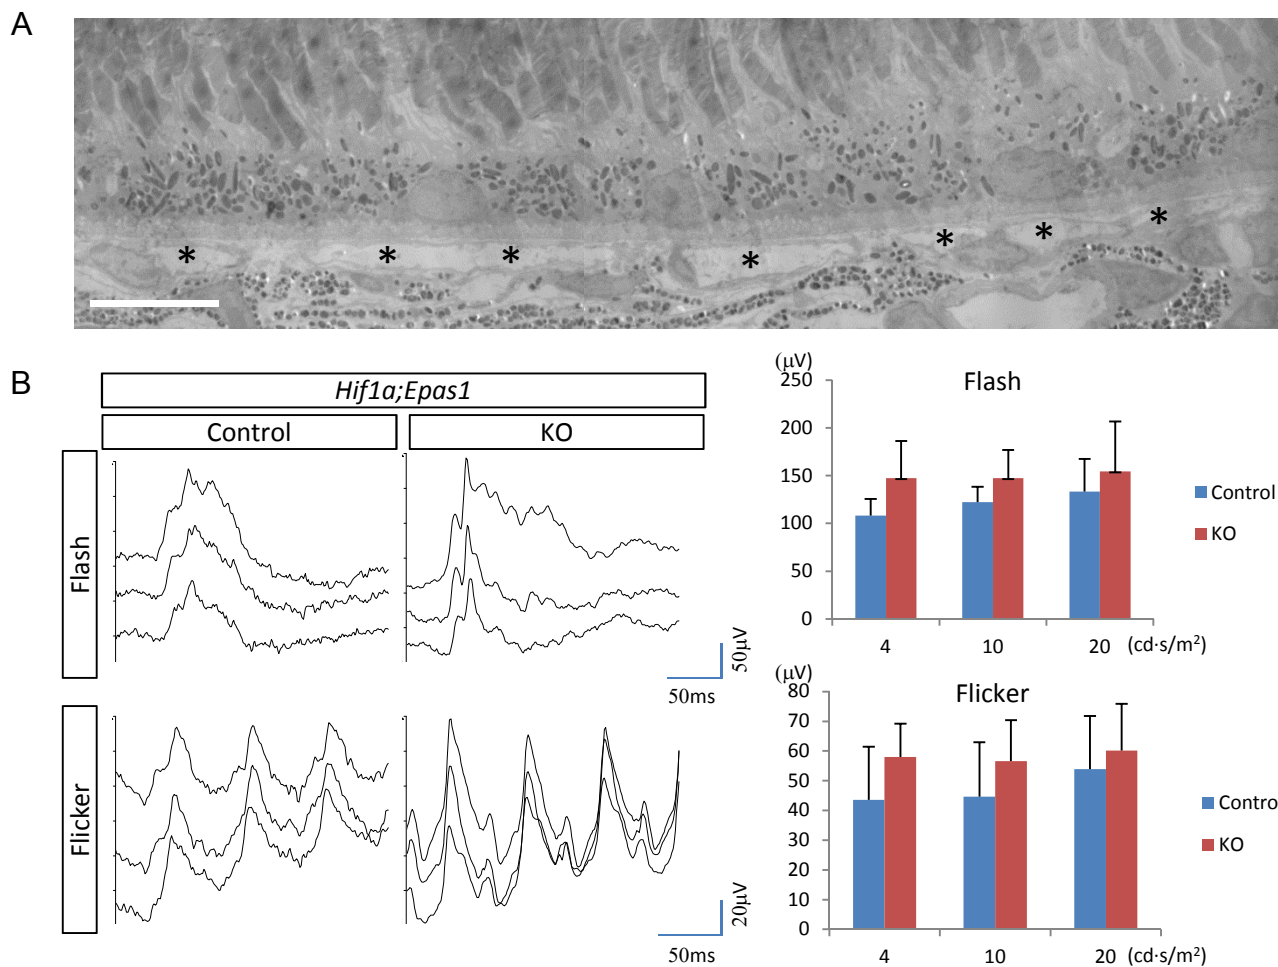 A
* * * * * * *
B
Hif1a;Epas1
Control KO
Flash
50μV
50ms
Flicker
20μV
50ms
(μV)
Flash
250
200
150
100
50
0
4 10 20 (cd·s/m²)
Control
KO
(μV)
Flicker
80
70
60
50
40
30
20
10
0
4 10 20 (cd·s/m²)
Contro
KO